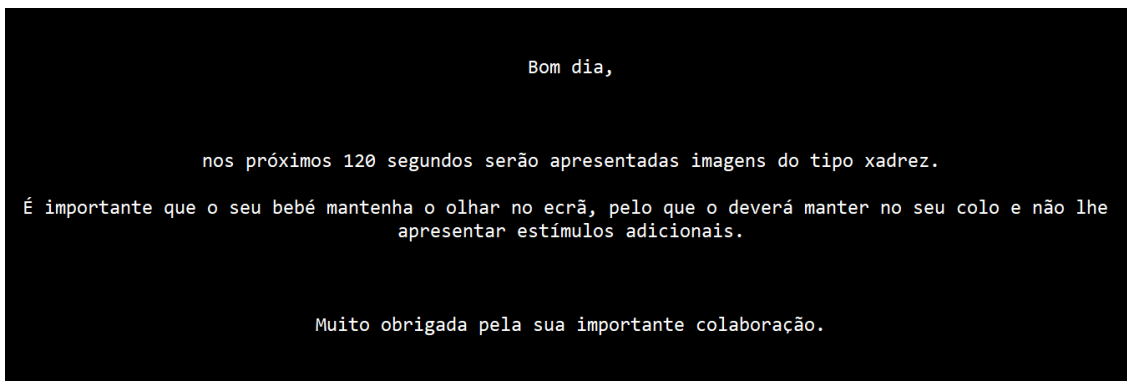 Bom dia,
nos próximos 120 segundos serão apresentadas imagens do tipo xadrez.
É importante que o seu bebé mantenha o olhar no ecrã, pelo que o deverá manter no seu colo e não lhe
apresentar estímulos adicionais.
Muito obrigada pela sua importante colaboração.